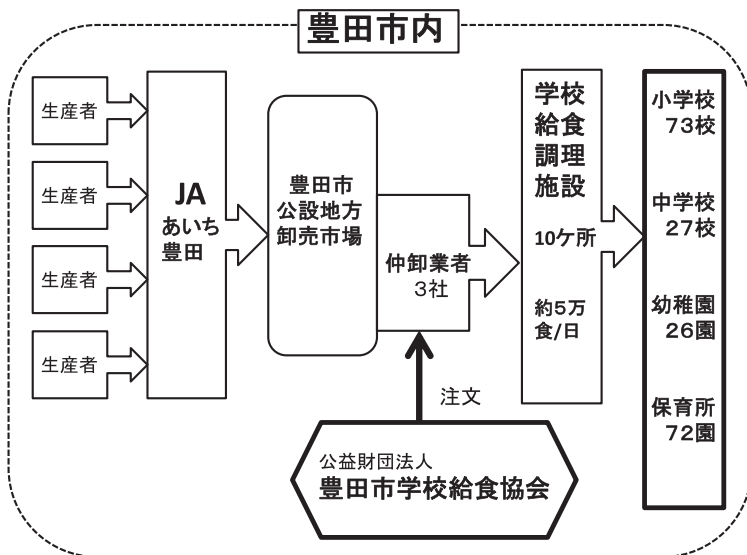 豊田市内
生産者
生産者
生産者
生産者
JA
あいち
豊田
豊田市
公設地方
卸売市場
仲卸業者
3社
学校
給食
調理
施設
10ケ所
約5万
食/日
小学校
73校
中学校
27校
幼稚園
26園
保育所
72園
注文
公益財団法人
豊田市学校給食協会